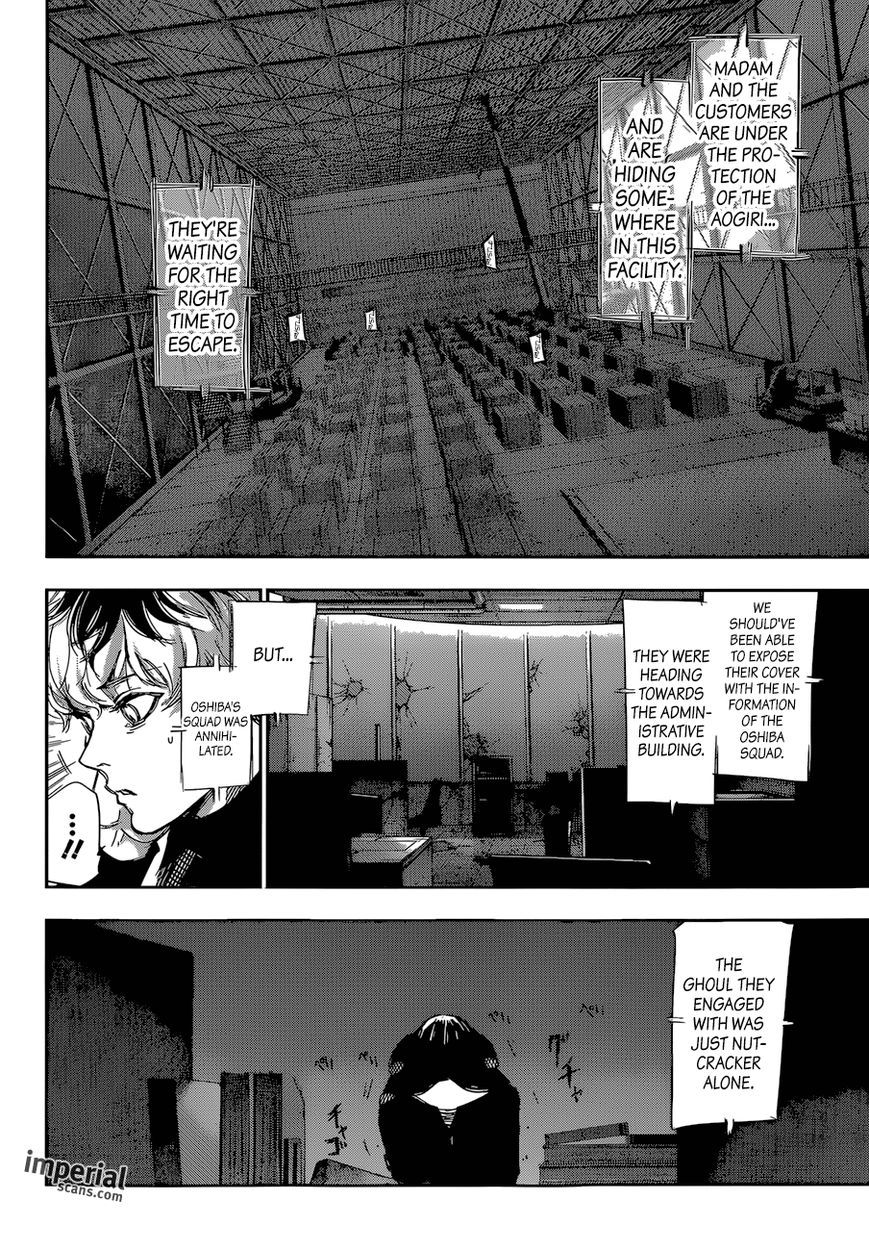 MADAM
AND THE
CUSTOMERS
ARE UNDER
THE PRO-
TECTION
OF THE
AOGIRI...
AND
ARE
HIDING
SOME-
WHERE
IN THIS
FACILITY.
THEY'RE
WAITING
FOR THE
RIGHT
TIME TO
ESCAPE.
WE
SHOULD'VE
BEEN ABLE
TO EXPOSE
THEIR COVER
WITH THE IN-
FORMATION
OF THE
OSHIBA
SQUAD.
THEY WERE
HEADING
TOWARDS
THE ADMIN-
ISTRATIVE
BUILDING.
BUT...
OSHIBA'S
SQUAD WAS
ANNIHI-
LATED.
...!!
THE
GHOUL THEY
ENGAGED
WITH WAS
JUST NUT-
CRACKER
ALONE.
imperial
scans.com